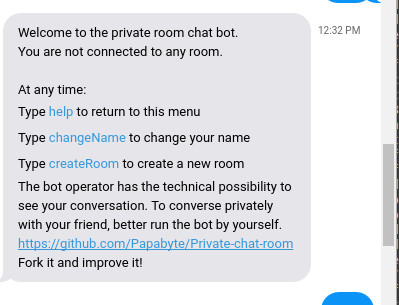 Welcome to the private room chat bot.
You are not connected to any room.
12:32 PM
At any time:
Type help to return to this menu
Type changeName to change your name
Type createRoom to create a new room
The bot operator has the technical possibility to
see your conversation. To converse privately
with your friend, better run the bot by yourself.
https://github.com/Papabyte/Private-chat-room
Fork it and improve it!